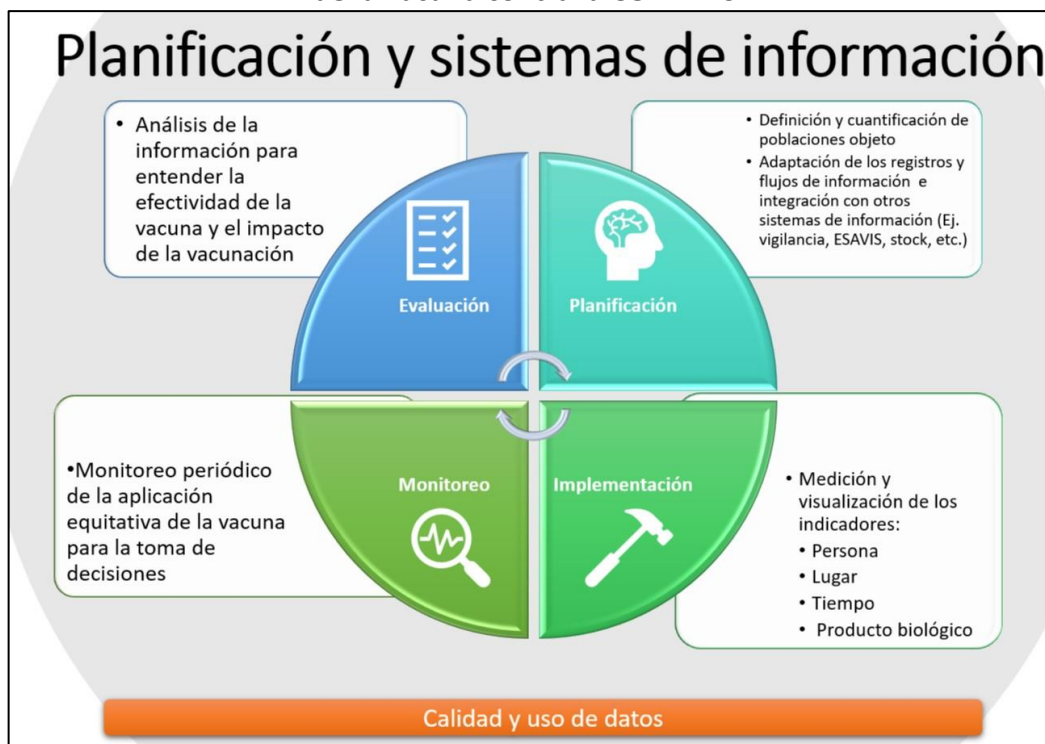 Planificación y sistemas de información
• Análisis de la
información para
entender la
efectividad de la
vacuna y el impacto
de la vacunación
• Definición y cuantificación de
poblaciones objeto
• Adaptación de los registros y
flujos de información e
integración con otros
sistemas de información (Ej.
vigilancia, ESAVIS, stock, etc.)
Evaluación
Planificación
•Monitoreo periódico
de la aplicación
equitativa de la vacuna
para la toma de
decisiones
Monitoreo
Implementación
• Medición y
visualización de los
indicadores:
• Persona
• Lugar
• Tiempo
• Producto biológico
Calidad y uso de datos